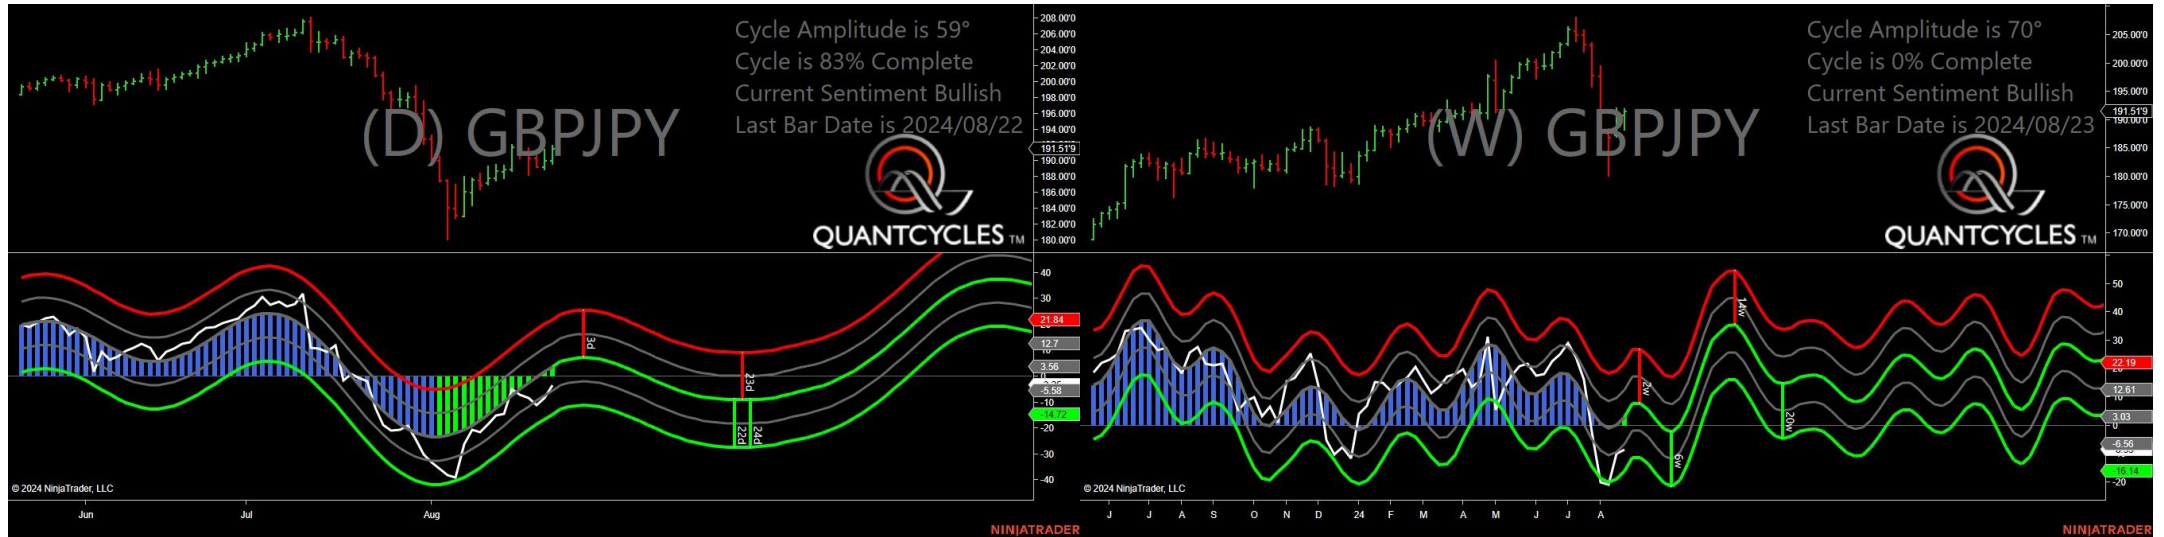 Cycle Amplitude is 59°
Cycle is 83% Complete
Current Sentiment Bullish
Last Bar Date is 2024/08/22
(D) GBPJPY
QUANTCYCLES TM
208.00'0
206.00'0
204.00'0
202.00'0
200.00'0
198.00'0
196.00'0
194.00'0
191.51'9
190.00'0
188.00'0
186.00'0
184.00'0
182.00'0
180.00'0
3d
23d
22d
24d
40
30
21.84
12.7
3.56
0
-5.58
-10
-14.72
-20
-30
-40
© 2024 NinjaTrader, LLC
Jun
Jul
Aug
NINJATRADER
Cycle Amplitude is 70°
Cycle is 0% Complete
Current Sentiment Bullish
Last Bar Date is 2024/08/23
(W) GBPJPY
QUANTCYCLES TM
205.00'0
200.00'0
195.00'0
191.51'9
190.00'0
185.00'0
180.00'0
175.00'0
170.00'0
2w
6w
14w
20w
50
40
30
22.19
12.61
3.03
0
-6.56
-16.14
-20
© 2024 NinjaTrader, LLC
J J A S O N D 24 F M A M J J A
NINJATRADER